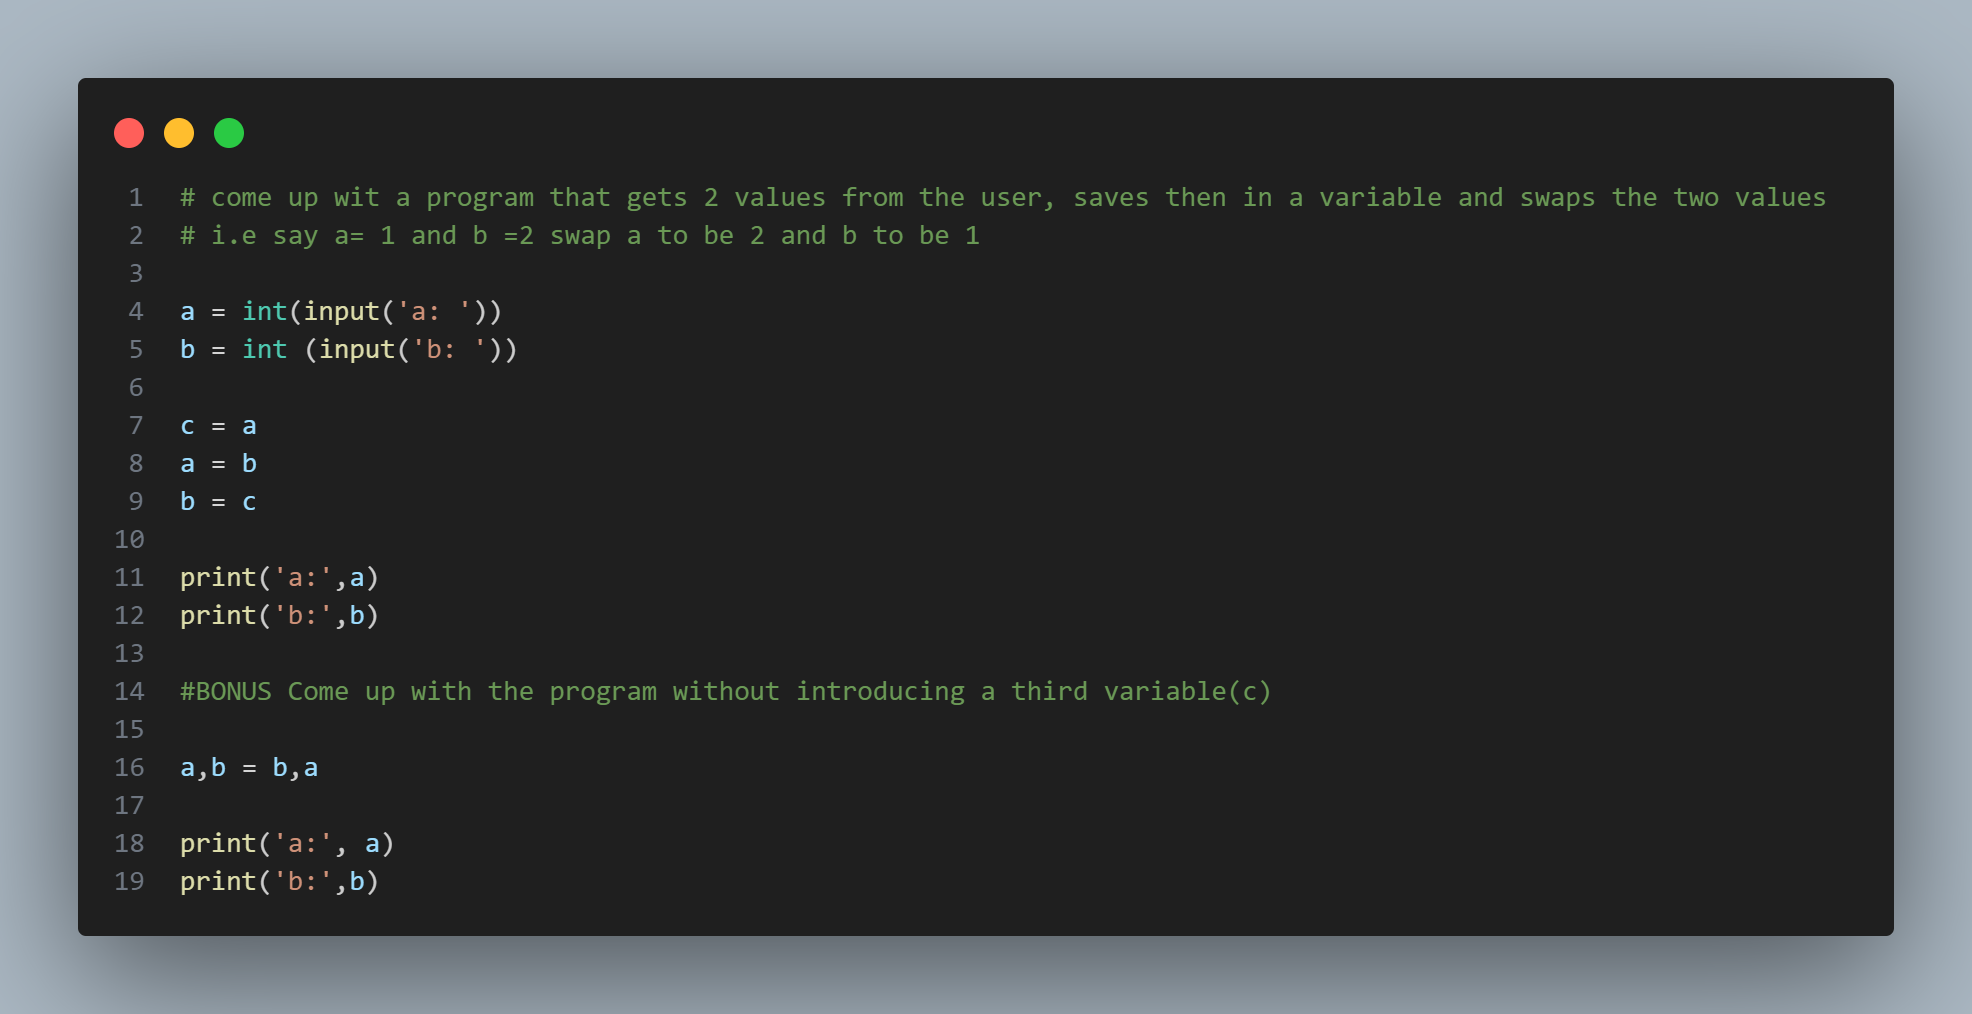 1 # come up wit a program that gets 2 values from the user, saves then in a variable and swaps the two values
2 # i.e say a= 1 and b =2 swap a to be 2 and b to be 1
3
4 a = int(input('a: '))
5 b = int (input('b: '))
6
7 c = a
8 a = b
9 b = c
10
11 print('a:',a)
12 print('b:',b)
13
14 #BONUS Come up with the program without introducing a third variable(c)
15
16 a,b = b,a
17
18 print('a:', a)
19 print('b:',b)